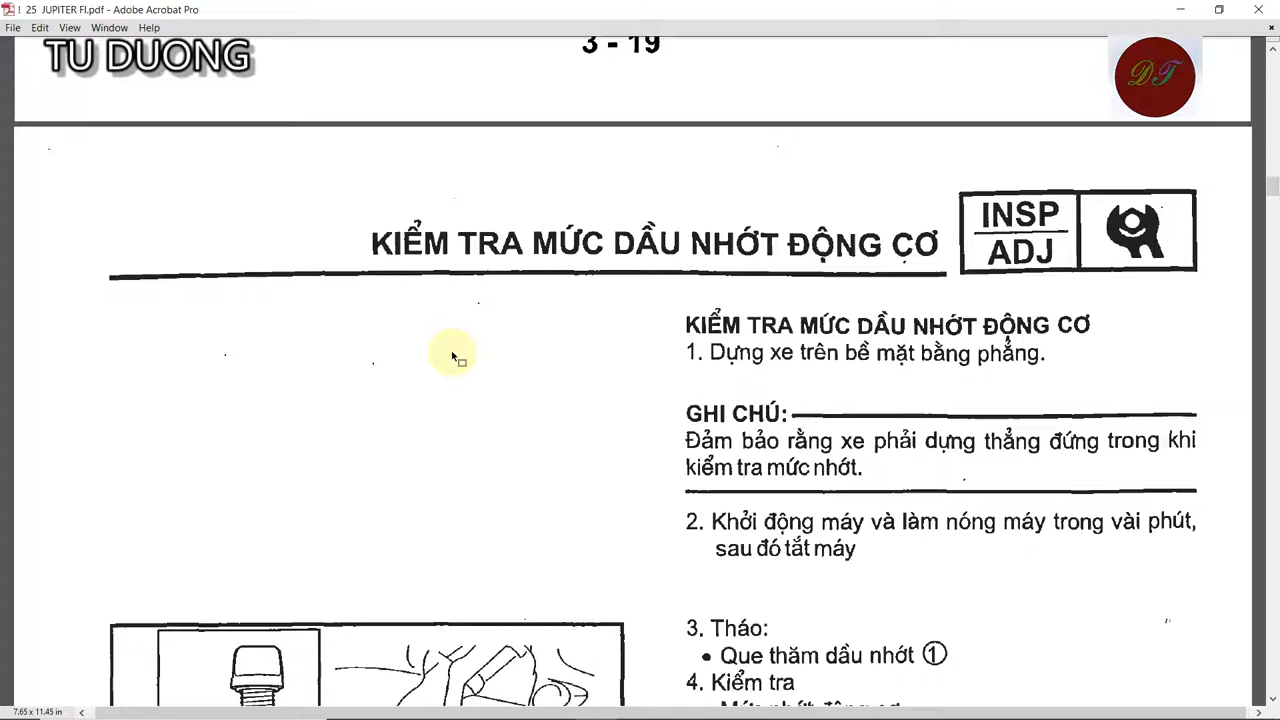 ! 25 JUPITER FI.pdf - Adobe Acrobat Pro
File Edit View Window Help
TU DUONG
3 - 19
DT
KIỂM TRA MỨC DẦU NHỚT ĐỘNG CƠ
INSP
ADJ
KIỂM TRA MỨC DẦU NHỚT ĐỘNG CƠ
1. Dựng xe trên bề mặt bằng phẳng.
GHI CHÚ:
Đảm bảo rằng xe phải dựng thẳng đứng trong khi
kiểm tra mức nhớt.
2. Khởi động máy và làm nóng máy trong vài phút,
sau đó tắt máy
3. Tháo:
• Que thăm dầu nhớt ①
4. Kiểm tra
7.65 x 11.45 in